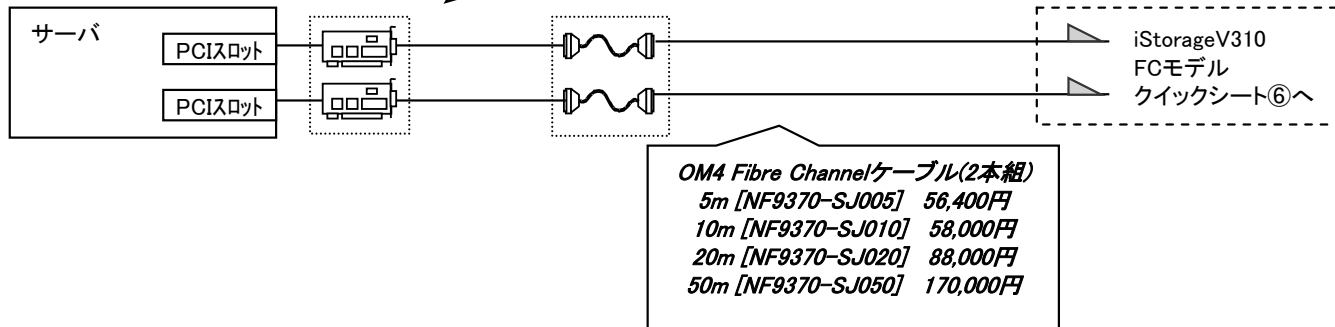 サーバ
PCIスロット
PCIスロット
iStorageV310
FCモデル
クイックシート⑥へ
OM4 Fibre Channelケーブル(2本組)
5m [NF9370-SJ005] 56,400円
10m [NF9370-SJ010] 58,000円
20m [NF9370-SJ020] 88,000円
50m [NF9370-SJ050] 170,000円